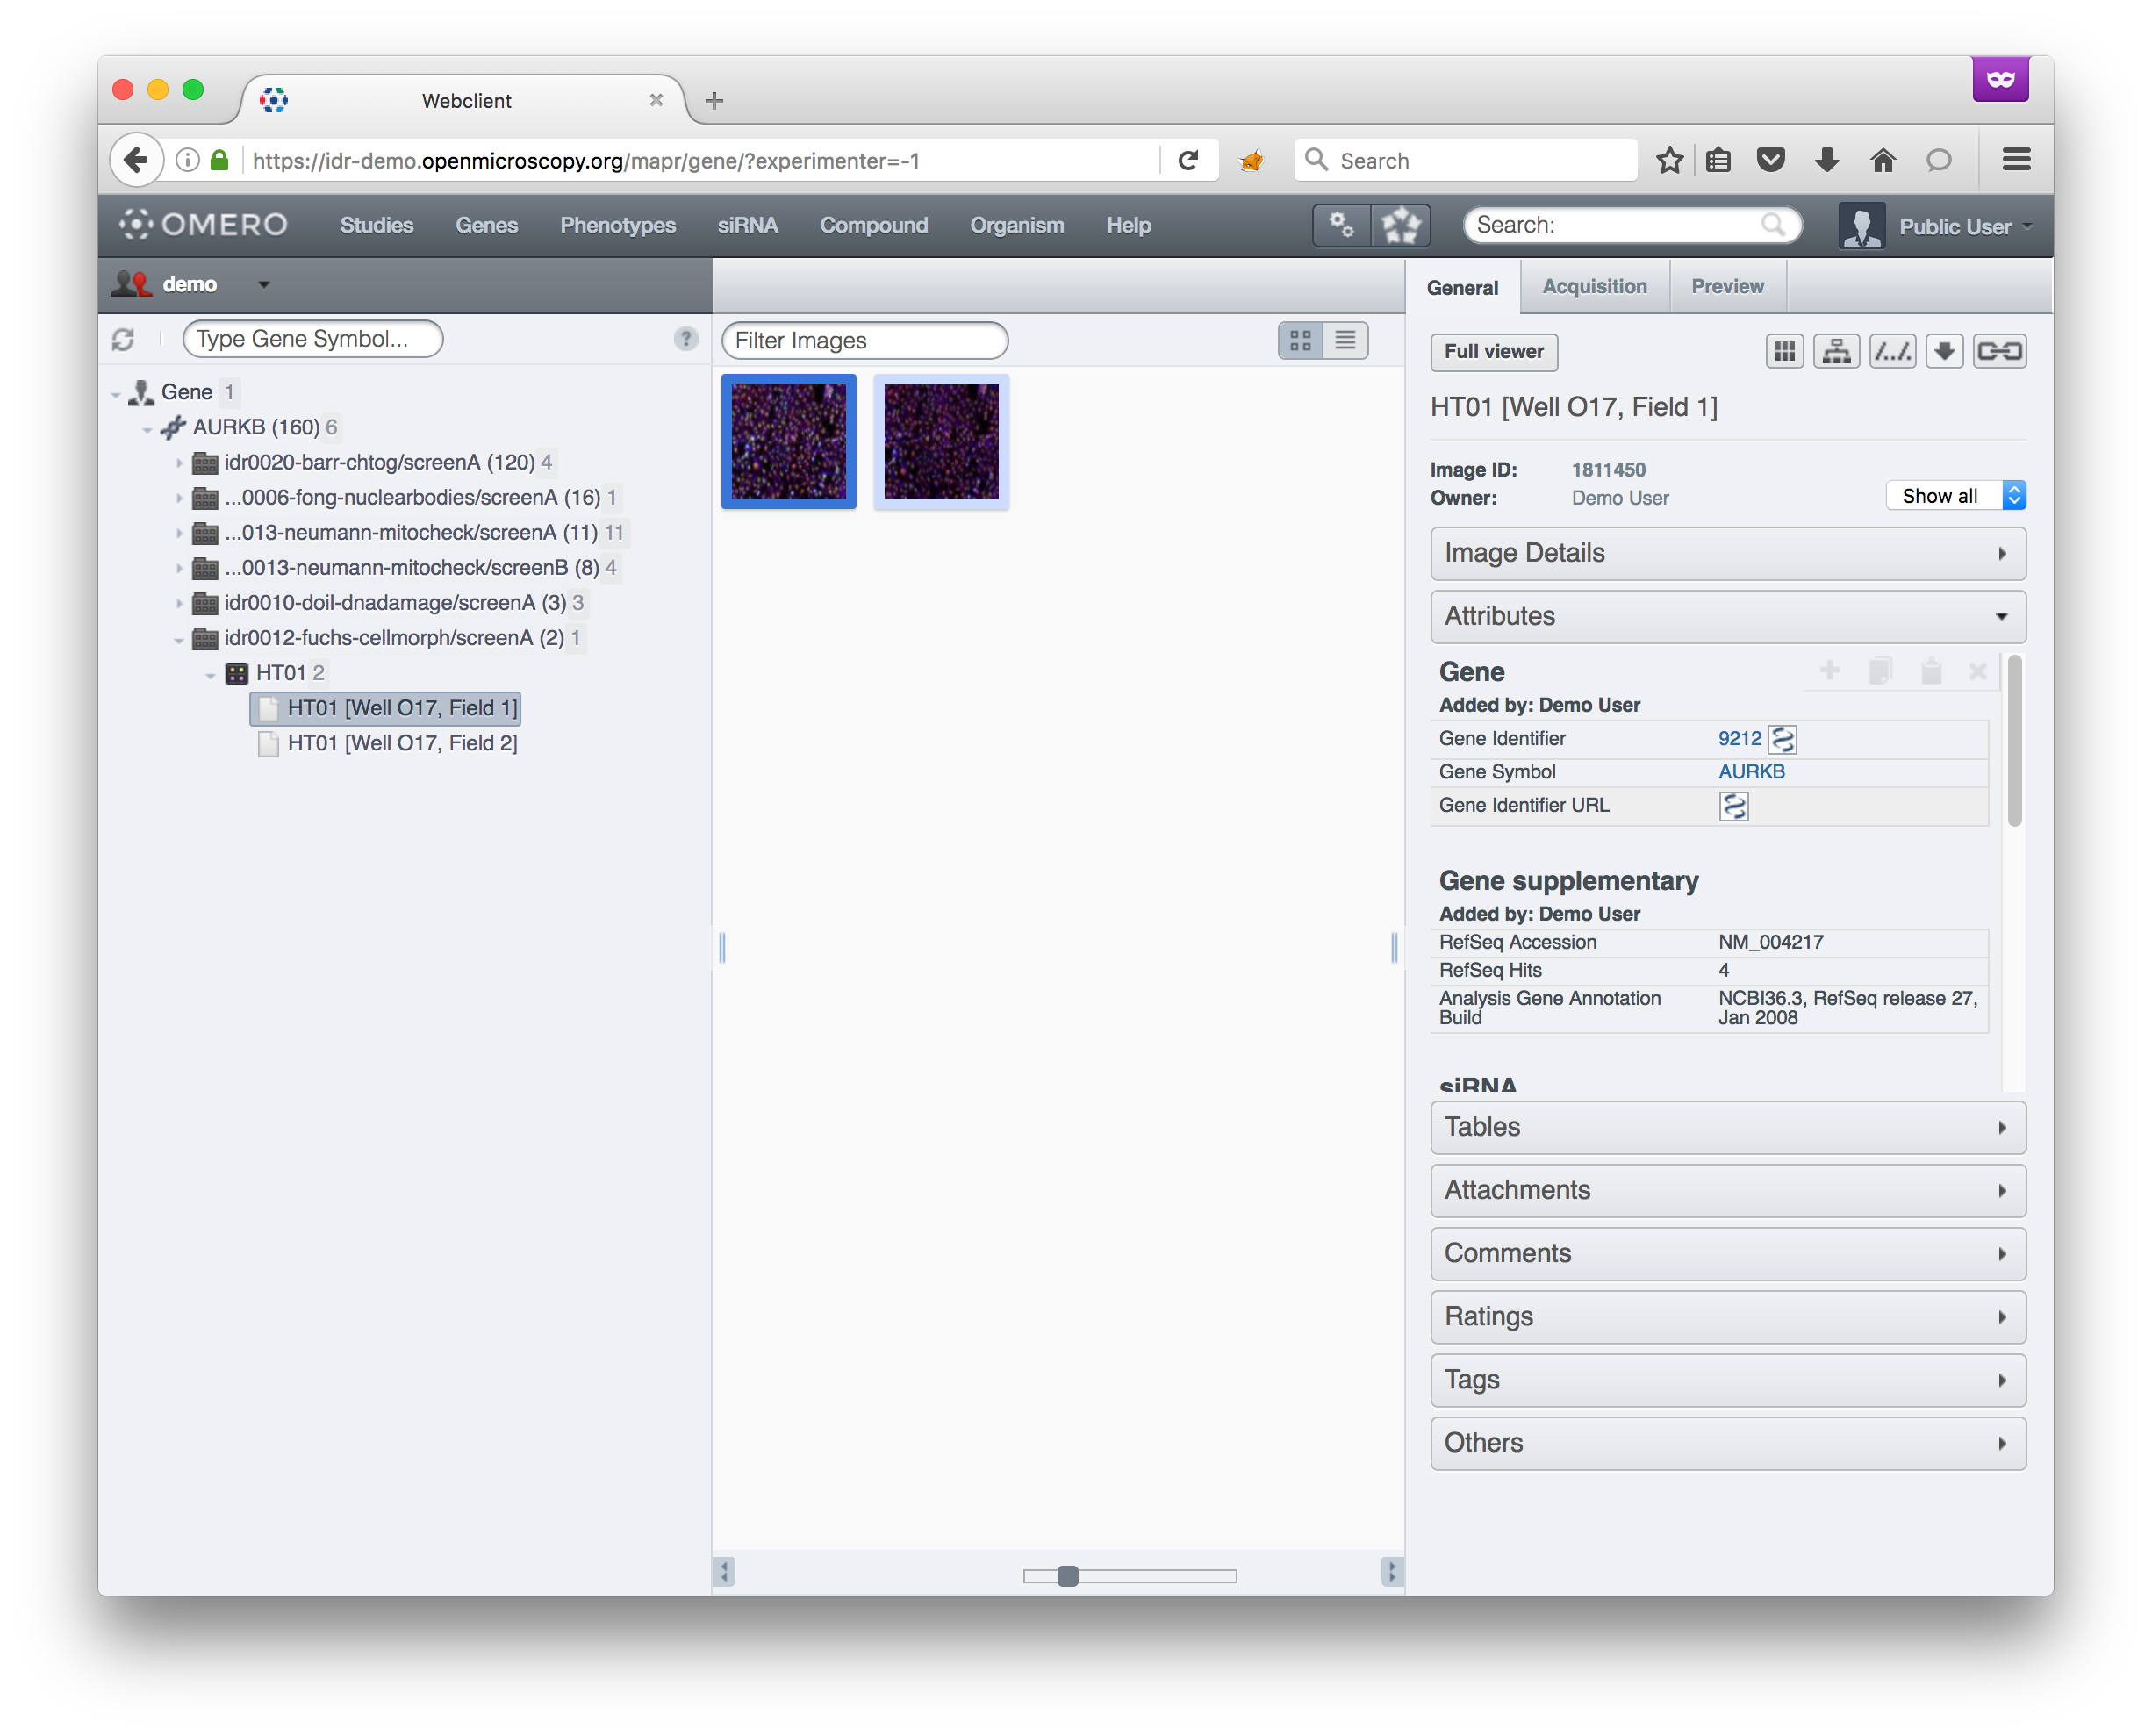 Webclient
https://idr-demo.openmicroscopy.org/mapr/gene/?experimenter=-1
Search
OMERO
Studies
Genes
Phenotypes
siRNA
Compound
Organism
Help
Search:
Public User
demo
Type Gene Symbol...
?
Gene 1
AURKB (160) 6
idr0020-barr-chtog/screenA (120) 4
...0006-fong-nuclearbodies/screenA (16) 1
...013-neumann-mitocheck/screenA (11) 11
...0013-neumann-mitocheck/screenB (8) 4
idr0010-doil-dnadamage/screenA (3) 3
idr0012-fuchs-cellmorph/screenA (2) 1
HT01 2
HT01 [Well O17, Field 1]
HT01 [Well O17, Field 2]
Filter Images
General
Acquisition
Preview
Full viewer
/.../.
HT01 [Well O17, Field 1]
Image ID: 1811450
Owner: Demo User
Show all
Image Details
Attributes
Gene
Added by: Demo User
Gene Identifier 9212
Gene Symbol AURKB
Gene Identifier URL
Gene supplementary
Added by: Demo User
RefSeq Accession NM_004217
RefSeq Hits 4
Analysis Gene Annotation NCBI36.3, RefSeq release 27,
Build Jan 2008
siRNA
Tables
Attachments
Comments
Ratings
Tags
Others